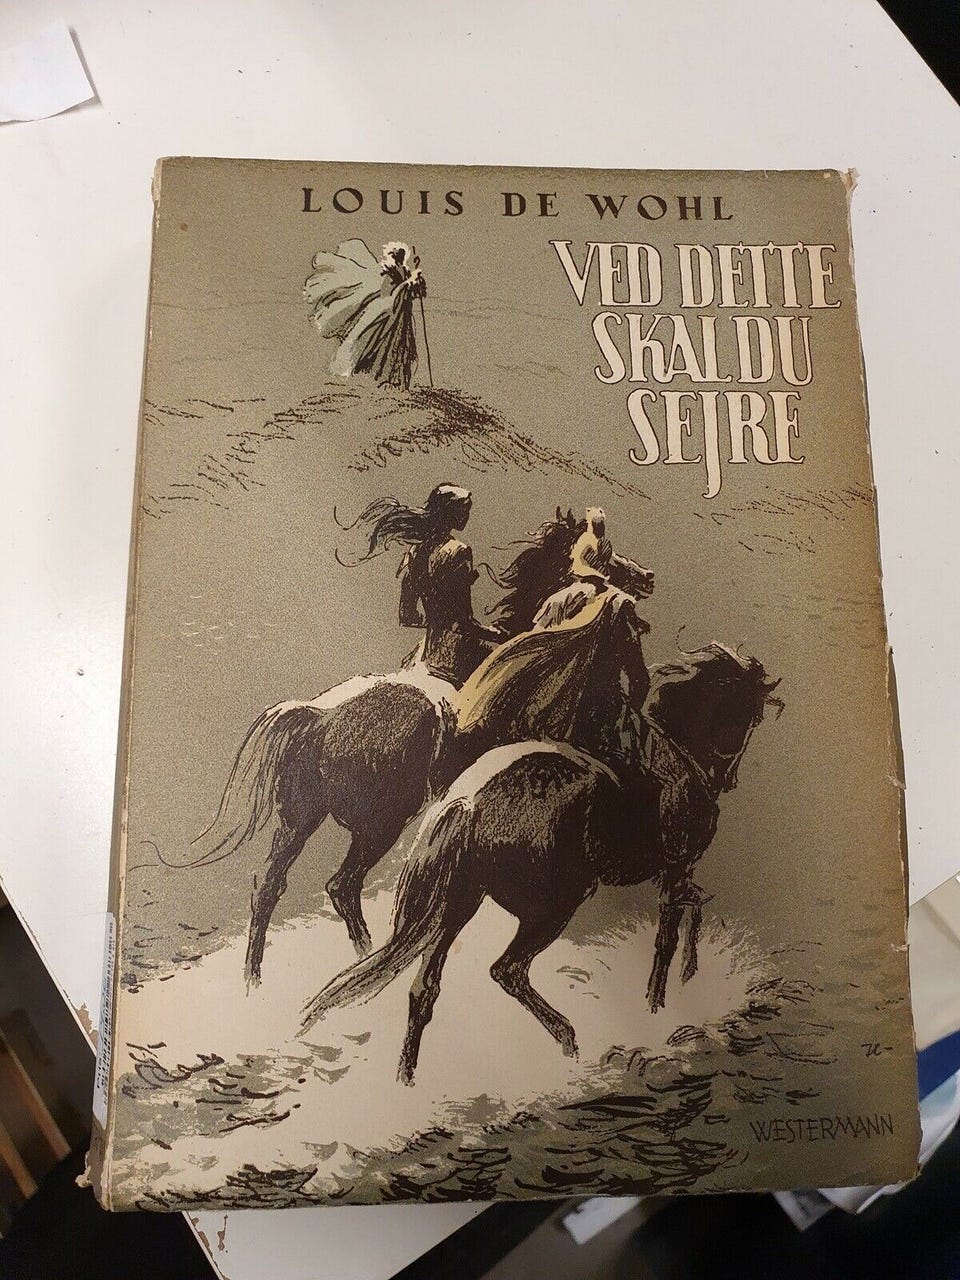 LOUIS DE WOHL
VED DETTE
SKAL DU
SEJRE
WESTERMANN